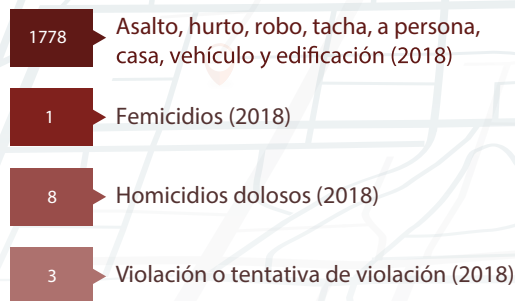 1778
Asalto, hurto, robo, tacha, a persona,
casa, vehículo y edificación (2018)
1
Femicidios (2018)
8
Homicidios dolosos (2018)
3
Violación o tentativa de violación (2018)